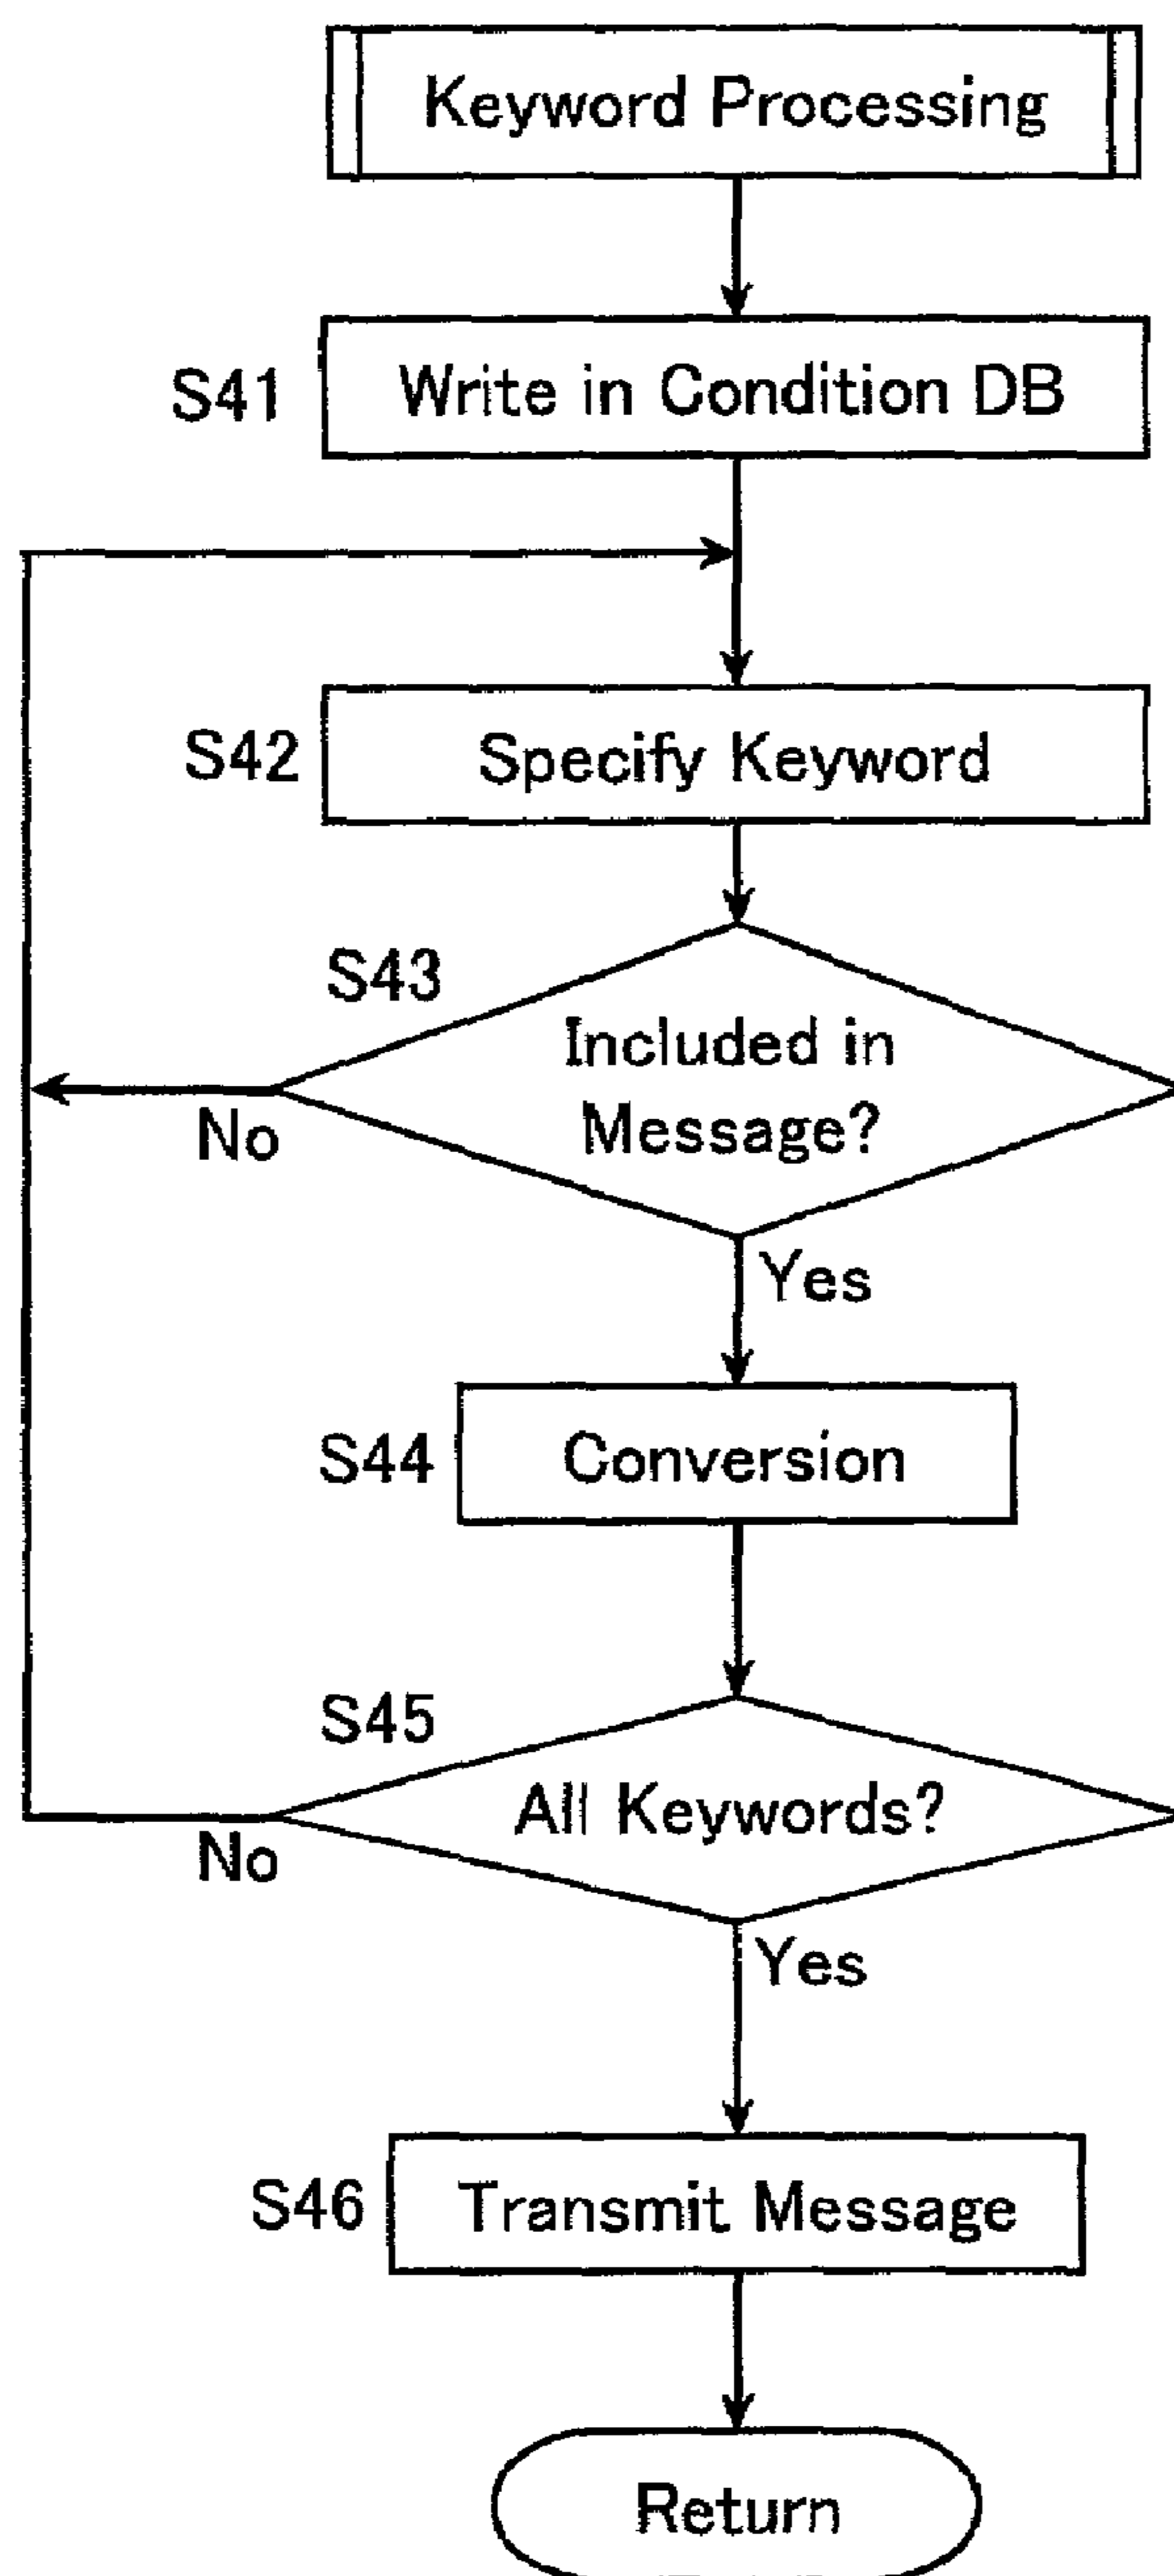 Keyword Processing
S41
Write in Condition DB
S42
Specify Keyword
S43
Included in
Message?
No
Yes
S44
Conversion
S45
All Keywords?
No
Yes
S46
Transmit Message
Return